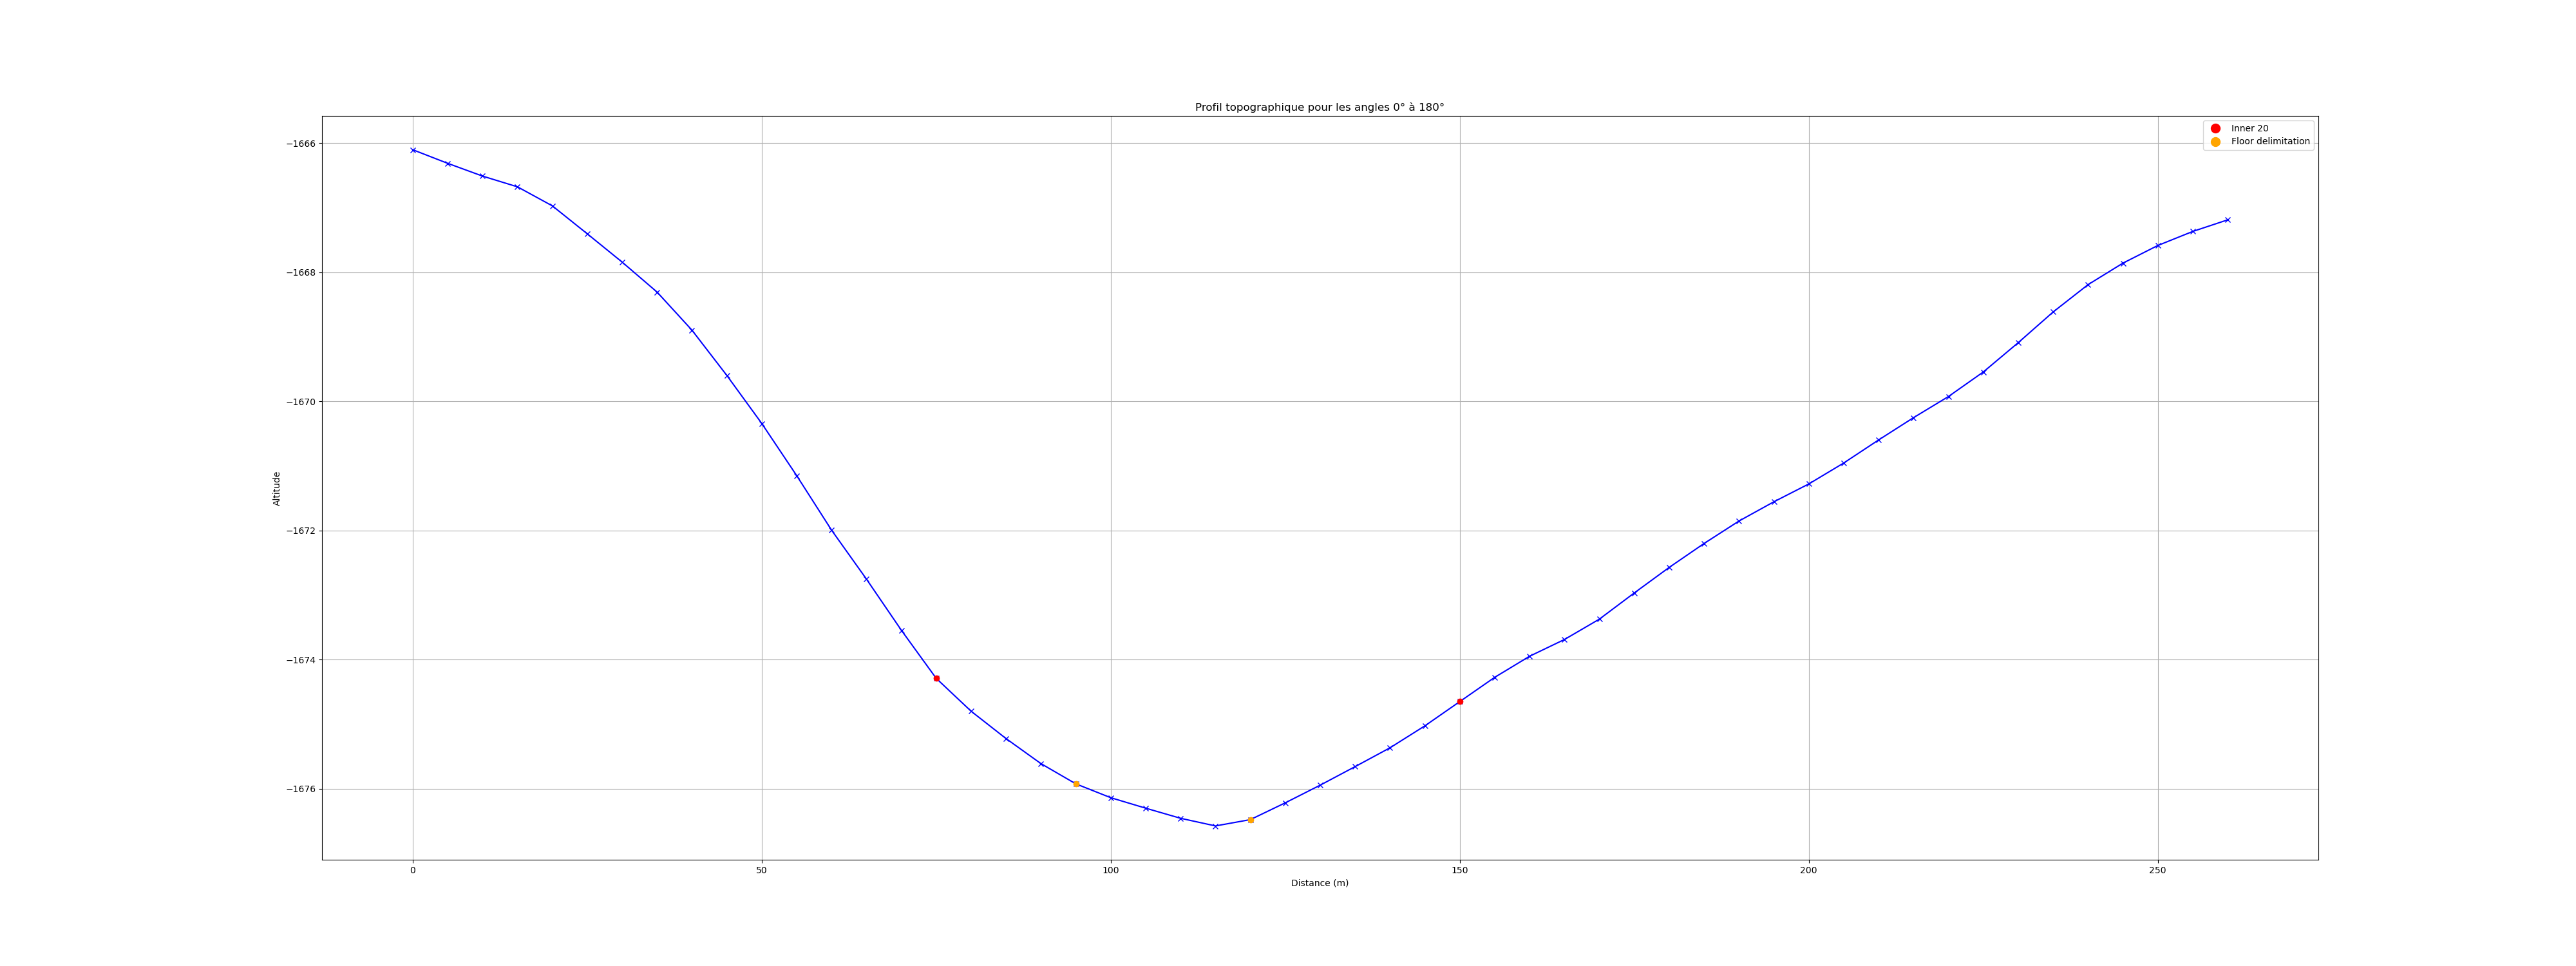 Profil topographique pour les angles 0° à 180°
Inner 20
Floor delimitation
−1666
−1668
−1670
−1672
−1674
−1676
Altitude
0 50 100 150 200 250
Distance (m)